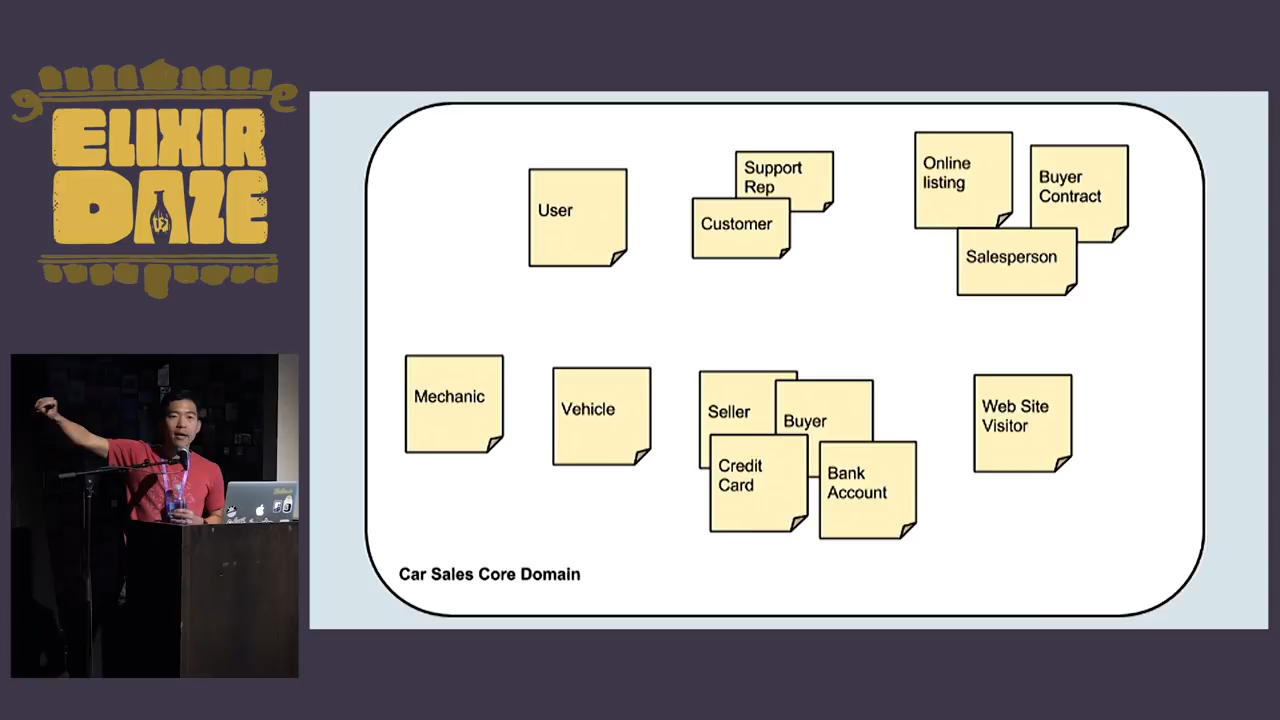 ELIXIR
DAZE
User
Support
Rep
Customer
Online
listing
Buyer
Contract
Salesperson
Mechanic
Vehicle
Seller
Buyer
Credit
Card
Bank
Account
Web Site
Visitor
Car Sales Core Domain